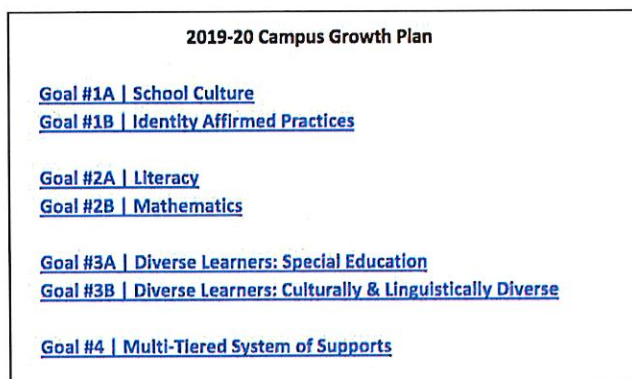 2019-20 Campus Growth Plan
Goal #1A | School Culture
Goal #1B | Identity Affirmed Practices
Goal #2A | Literacy
Goal #2B | Mathematics
Goal #3A | Diverse Learners: Special Education
Goal #3B | Diverse Learners: Culturally & Linguistically Diverse
Goal #4 | Multi-Tiered System of Supports